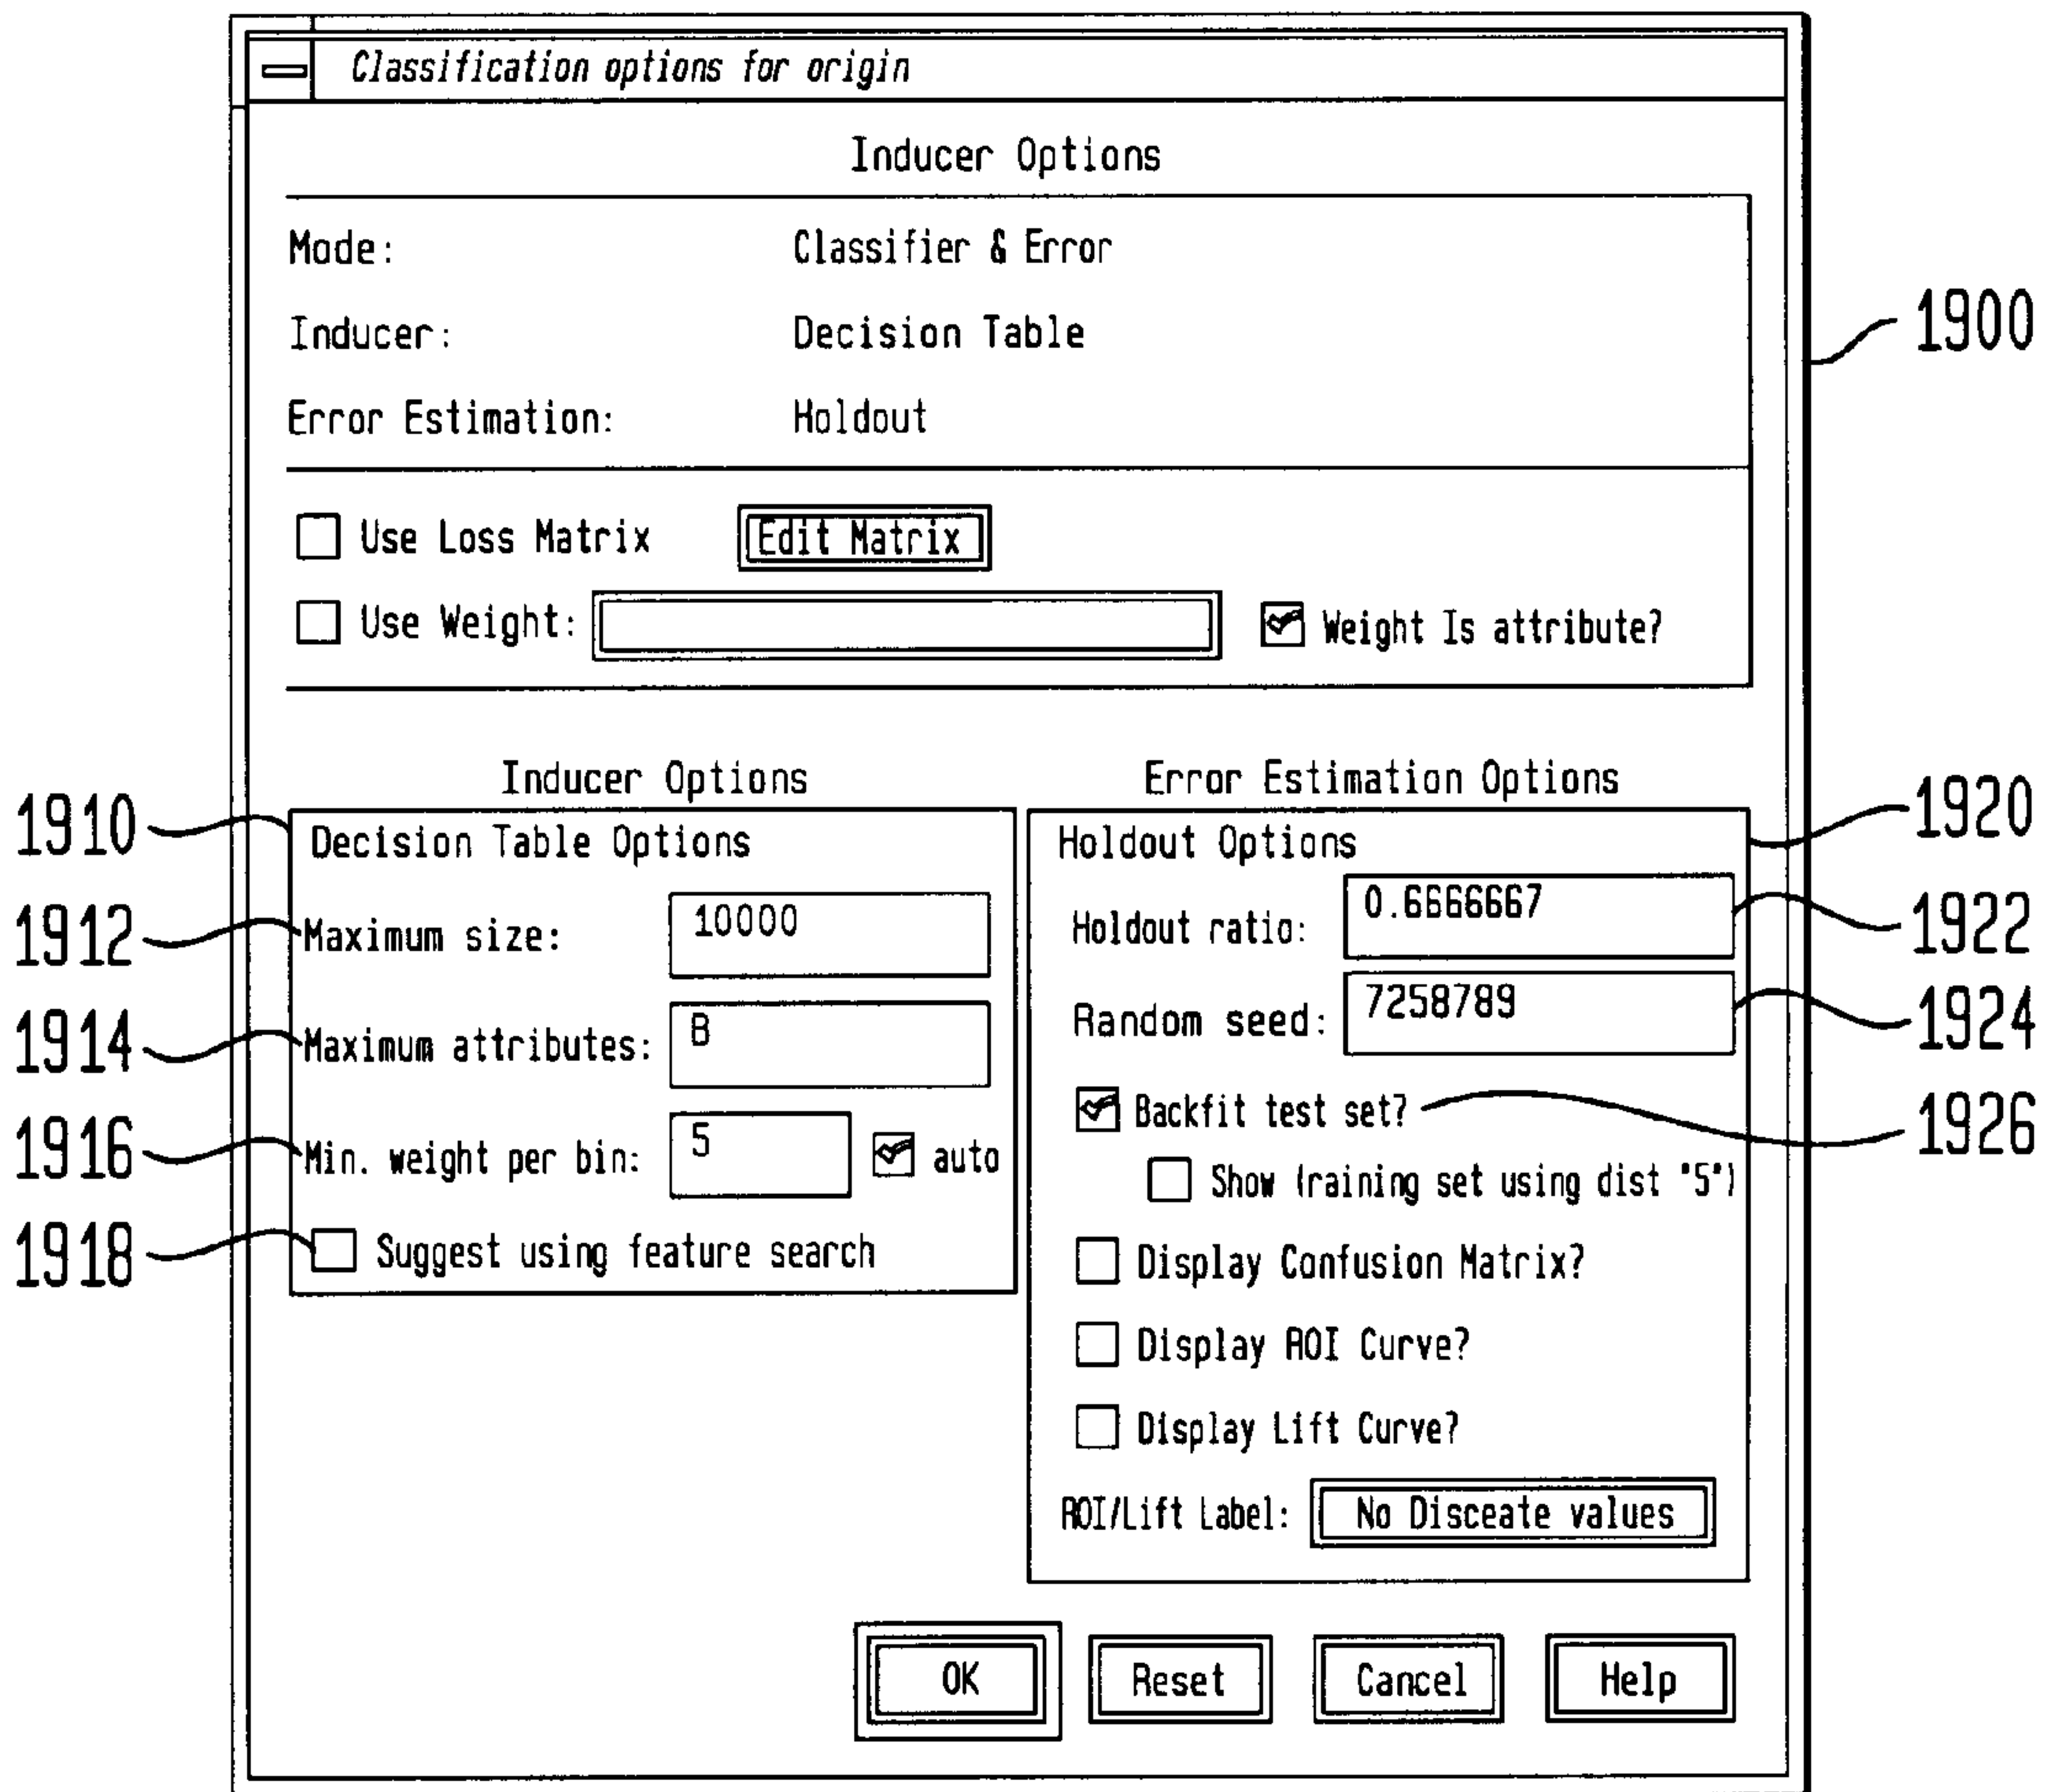 Classification options for origin
Inducer Options
Mode: Classifier & Error
Inducer: Decision Table
Error Estimation: Holdout
1900
Use Loss Matrix Edit Matrix
Use Weight: Weight Is attribute?
Inducer Options
1910
Decision Table Options
1912
Maximum size: 10000
1914
Maximum attributes: 8
1916
Min. weight per bin: 5 auto
1918
Suggest using feature search
Error Estimation Options
1920
Holdout Options
Holdout ratio: 0.6666667
1922
Random seed: 7258789
1924
Backfit test set?
1926
Show (raining set using dist "5")
Display Confusion Matrix?
Display ROI Curve?
Display Lift Curve?
ROI/Lift Label: No Disceate values
OK Reset Cancel Help